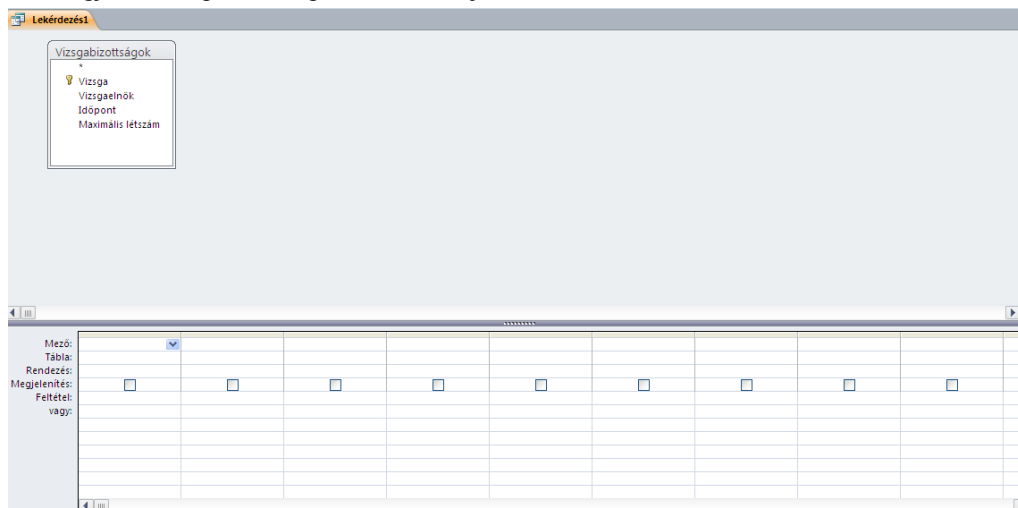 Lekérdezés1
Vizsgabizottságok
*
Vizsga
Vizsgaelnök
Időpont
Maximális létszám
Mező:
Tábla:
Rendezés:
Megjelenítés:
Feltétel:
vagy: